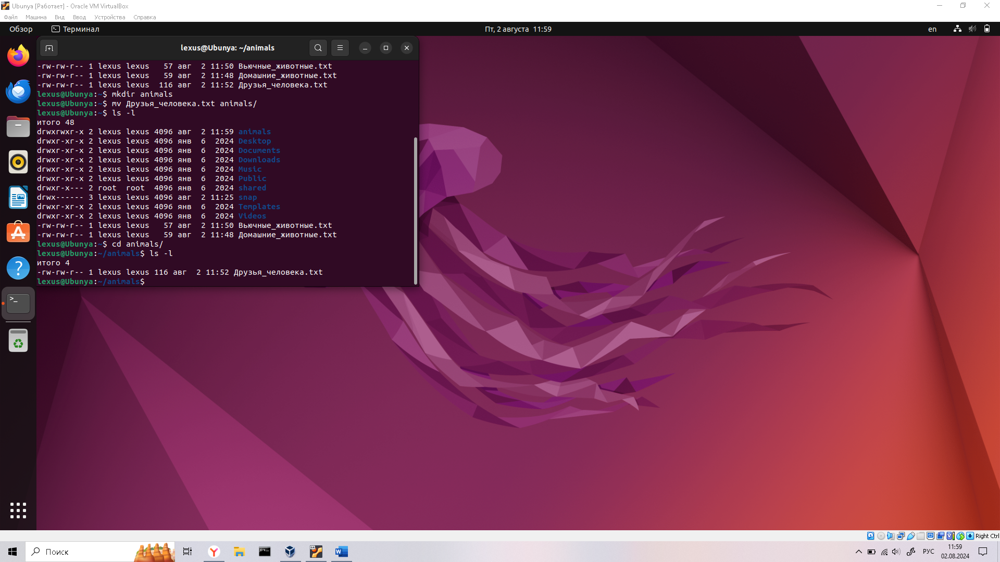 Ubunya [Работает] - Oracle VM VirtualBox
Файл Машина Вид Ввод Устройства Справка
Обзор Терминал Пт, 2 августа 11:59 en
lexus@Ubunya: ~/animals
-rw-rw-r-- 1 lexus lexus   57 авг  2 11:50 Вьючные_животные.txt
-rw-rw-r-- 1 lexus lexus   59 авг  2 11:48 Домашние_животные.txt
-rw-rw-r-- 1 lexus lexus  116 авг  2 11:52 Друзья_человека.txt
lexus@Ubunya:~$ mkdir animals
lexus@Ubunya:~$ mv Друзья_человека.txt animals/
lexus@Ubunya:~$ ls -l
итого 48
drwxrwxr-x 2 lexus lexus 4096 авг  2 11:59 animals
drwxr-xr-x 2 lexus lexus 4096 янв  6  2024 Desktop
drwxr-xr-x 2 lexus lexus 4096 янв  6  2024 Documents
drwxr-xr-x 2 lexus lexus 4096 янв  6  2024 Downloads
drwxr-xr-x 2 lexus lexus 4096 янв  6  2024 Music
drwxr-xr-x 2 lexus lexus 4096 янв  6  2024 Public
drwxr-x--- 2 root  root  4096 янв  6  2024 shared
drwx------ 3 lexus lexus 4096 авг  2 11:25 snap
drwxr-xr-x 2 lexus lexus 4096 янв  6  2024 Templates
drwxr-xr-x 2 lexus lexus 4096 янв  6  2024 Videos
-rw-rw-r-- 1 lexus lexus   57 авг  2 11:50 Вьючные_животные.txt
-rw-rw-r-- 1 lexus lexus   59 авг  2 11:48 Домашние_животные.txt
lexus@Ubunya:~$ cd animals/
lexus@Ubunya:~/animals$ ls -l
итого 4
-rw-rw-r-- 1 lexus lexus 116 авг  2 11:52 Друзья_человека.txt
lexus@Ubunya:~/animals$
Right Ctrl
Поиск
РУС
11:59
02.08.2024